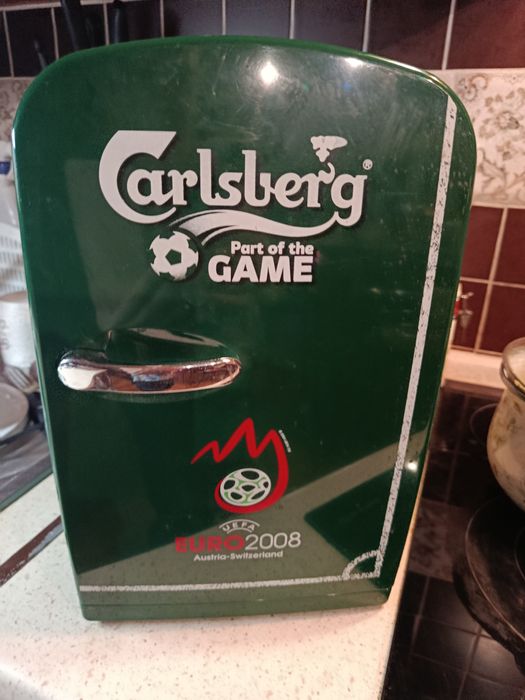 Carlsberg®
Part of the
GAME
UEFA
EURO2008
Austria-Switzerland